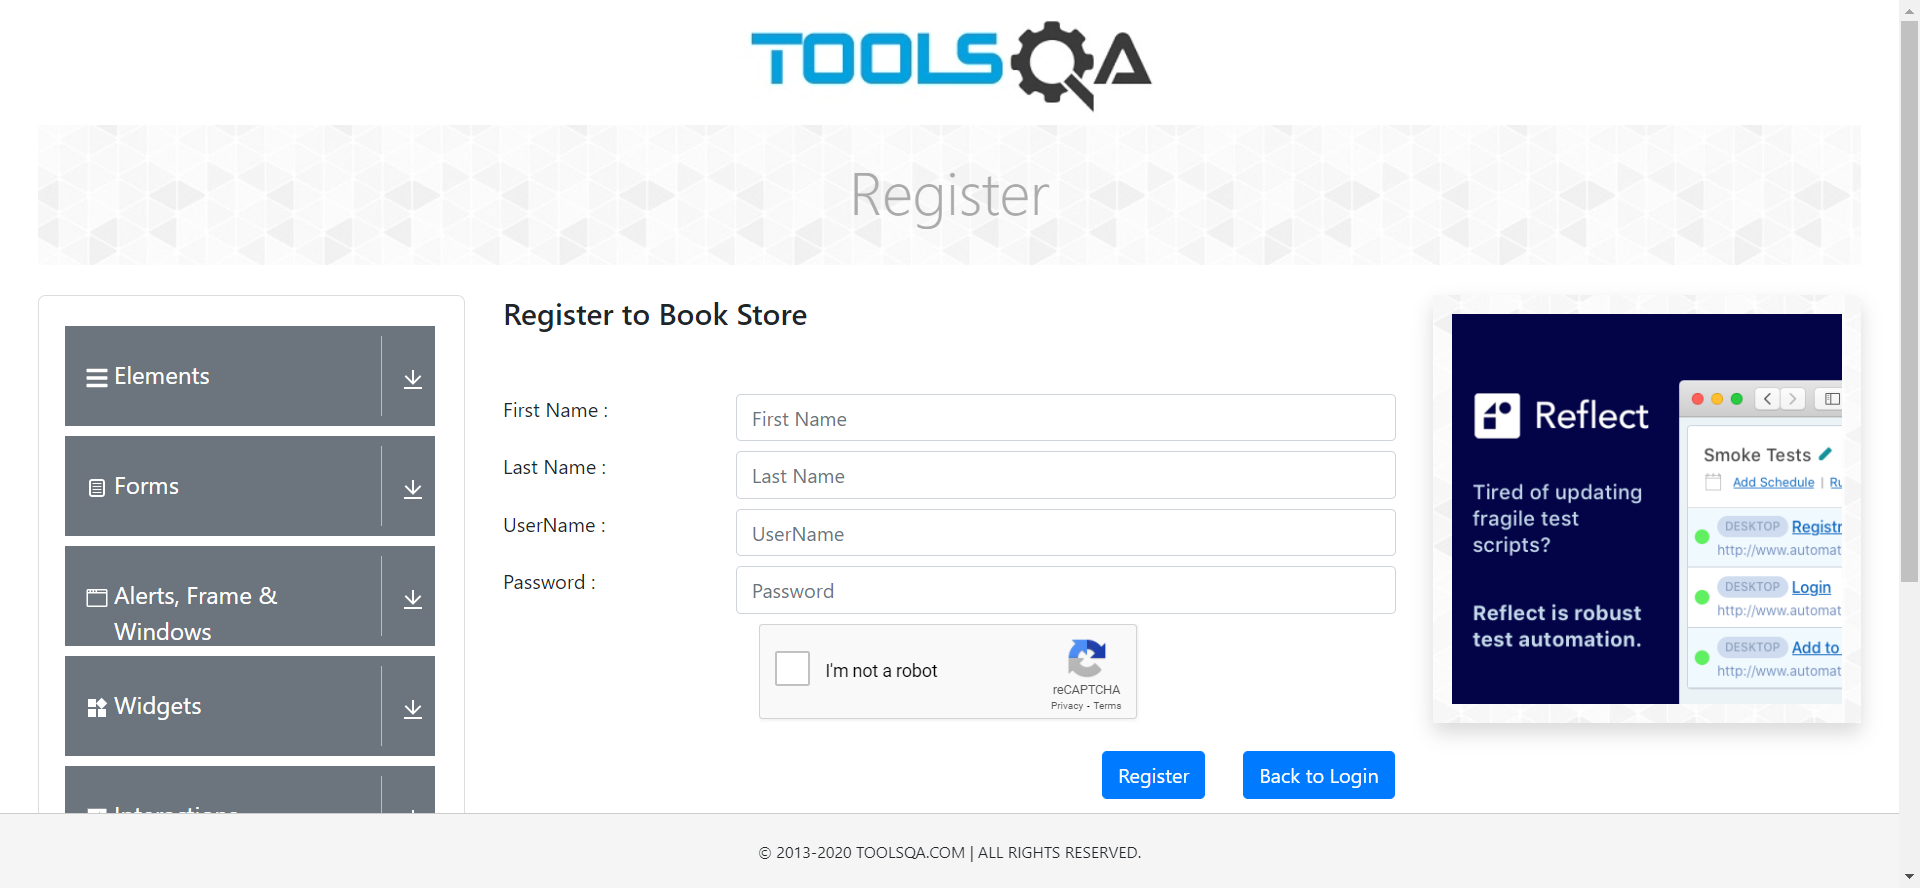 TOOLSQA
Register
Elements
Forms
Alerts, Frame &
Windows
Widgets
Interactions
Register to Book Store
First Name :
First Name
Last Name :
Last Name
UserName :
UserName
Password :
Password
I'm not a robot
reCAPTCHA
Privacy - Terms
Register
Back to Login
Reflect
Tired of updating
fragile test
scripts?
Reflect is robust
test automation.
Smoke Tests
Add Schedule |
DESKTOP
http://www.automat
DESKTOP Login
http://www.automat
DESKTOP Add to
http://www.automat
© 2013-2020 TOOLSQA.COM | ALL RIGHTS RESERVED.